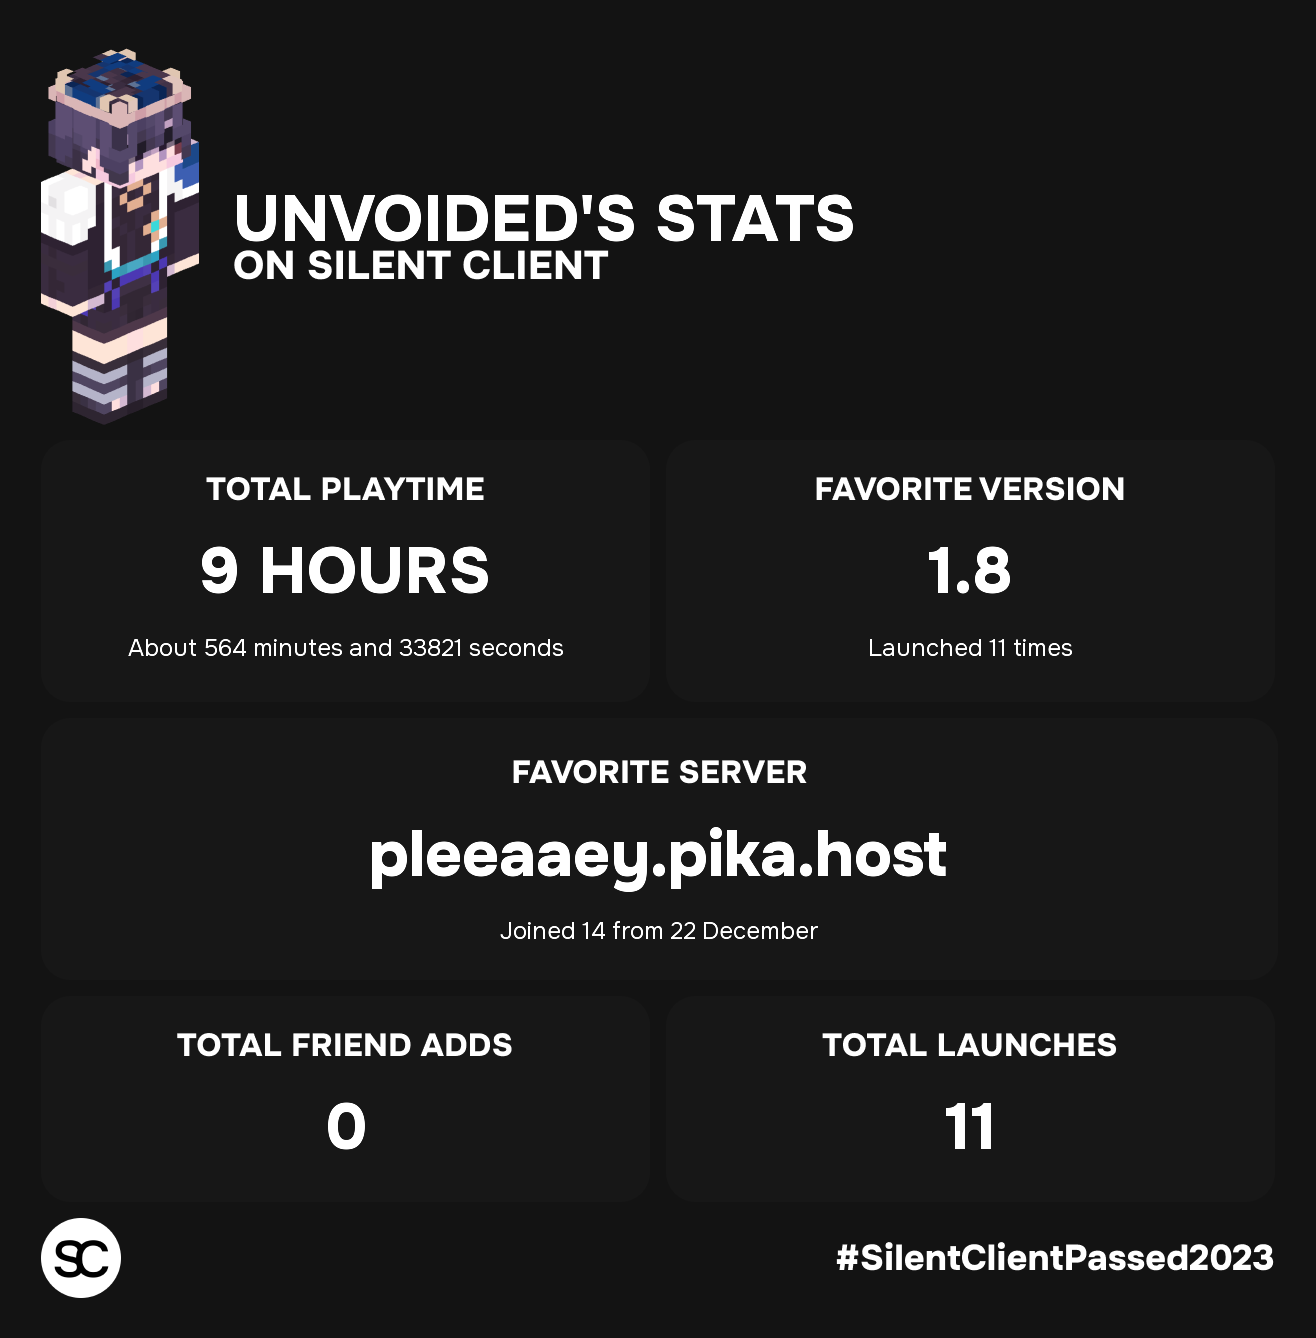 UNVOIDED'S STATS
ON SILENT CLIENT
TOTAL PLAYTIME
9 HOURS
About 564 minutes and 33821 seconds
FAVORITE VERSION
1.8
Launched 11 times
FAVORITE SERVER
pleeaaey.pika.host
Joined 14 from 22 December
TOTAL FRIEND ADDS
0
TOTAL LAUNCHES
11
SC
#SilentClientPassed2023